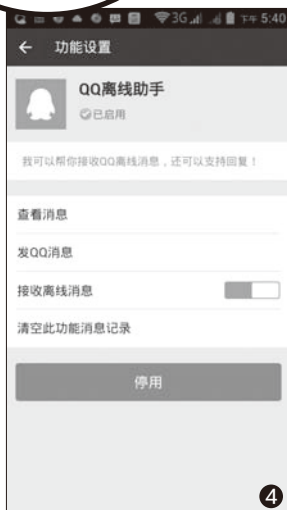 3G 下午 5:40
← 功能设置
QQ离线助手
已启用
我可以帮你接收QQ离线消息，还可以支持回复！
查看消息
发QQ消息
接收离线消息
清空此功能消息记录
停用
4